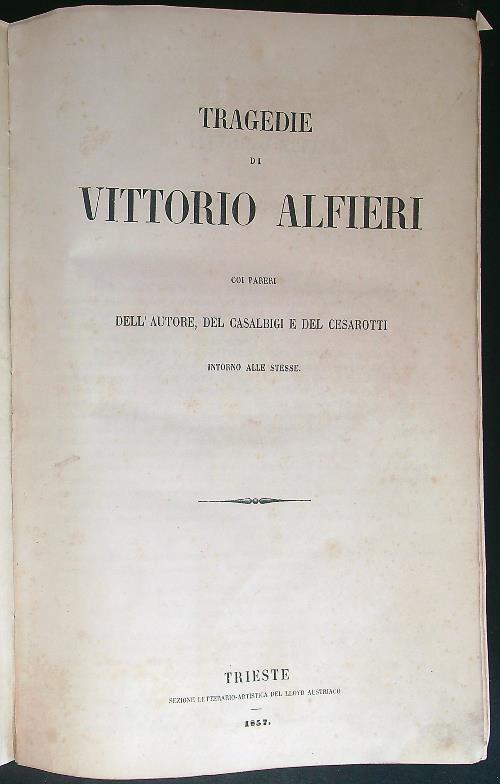 TRAGEDIE
DI
VITTORIO ALFIERI
COI PARERI
DELL' AUTORE, DEL CASALBIGI E DEL CESAROTTI
INTORNO ALLE STESSE.
TRIESTE
SEZIONE LETTERARIO-ARTISTICA DEL LLOYD AUSTRIACO
1857.